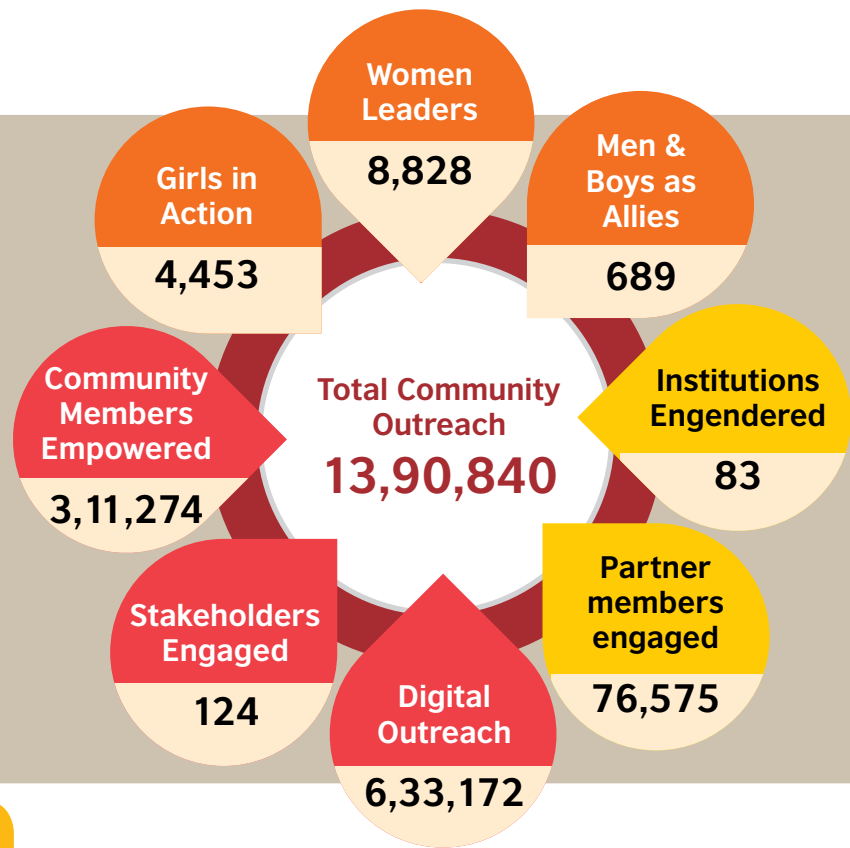 Women
Leaders
8,828
Men &
Boys as
Allies
689
Institutions
Engendered
83
Partner
members
engaged
76,575
Digital
Outreach
6,33,172
Stakeholders
Engaged
124
Community
Members
Empowered
3,11,274
Girls in
Action
4,453
Total Community
Outreach
13,90,840